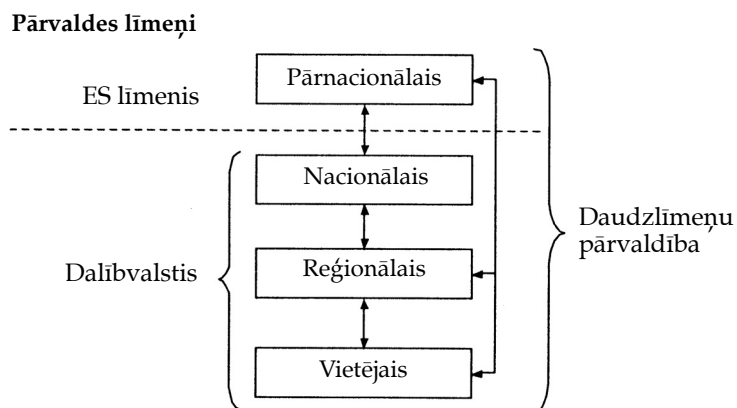 Pārvaldes līmeņi
Pārnacionālais
ES līmenis
Nacionālais
Daudzlīmeņu
pārvaldība
Dalībvalstis
Reģionālais
Vietējais